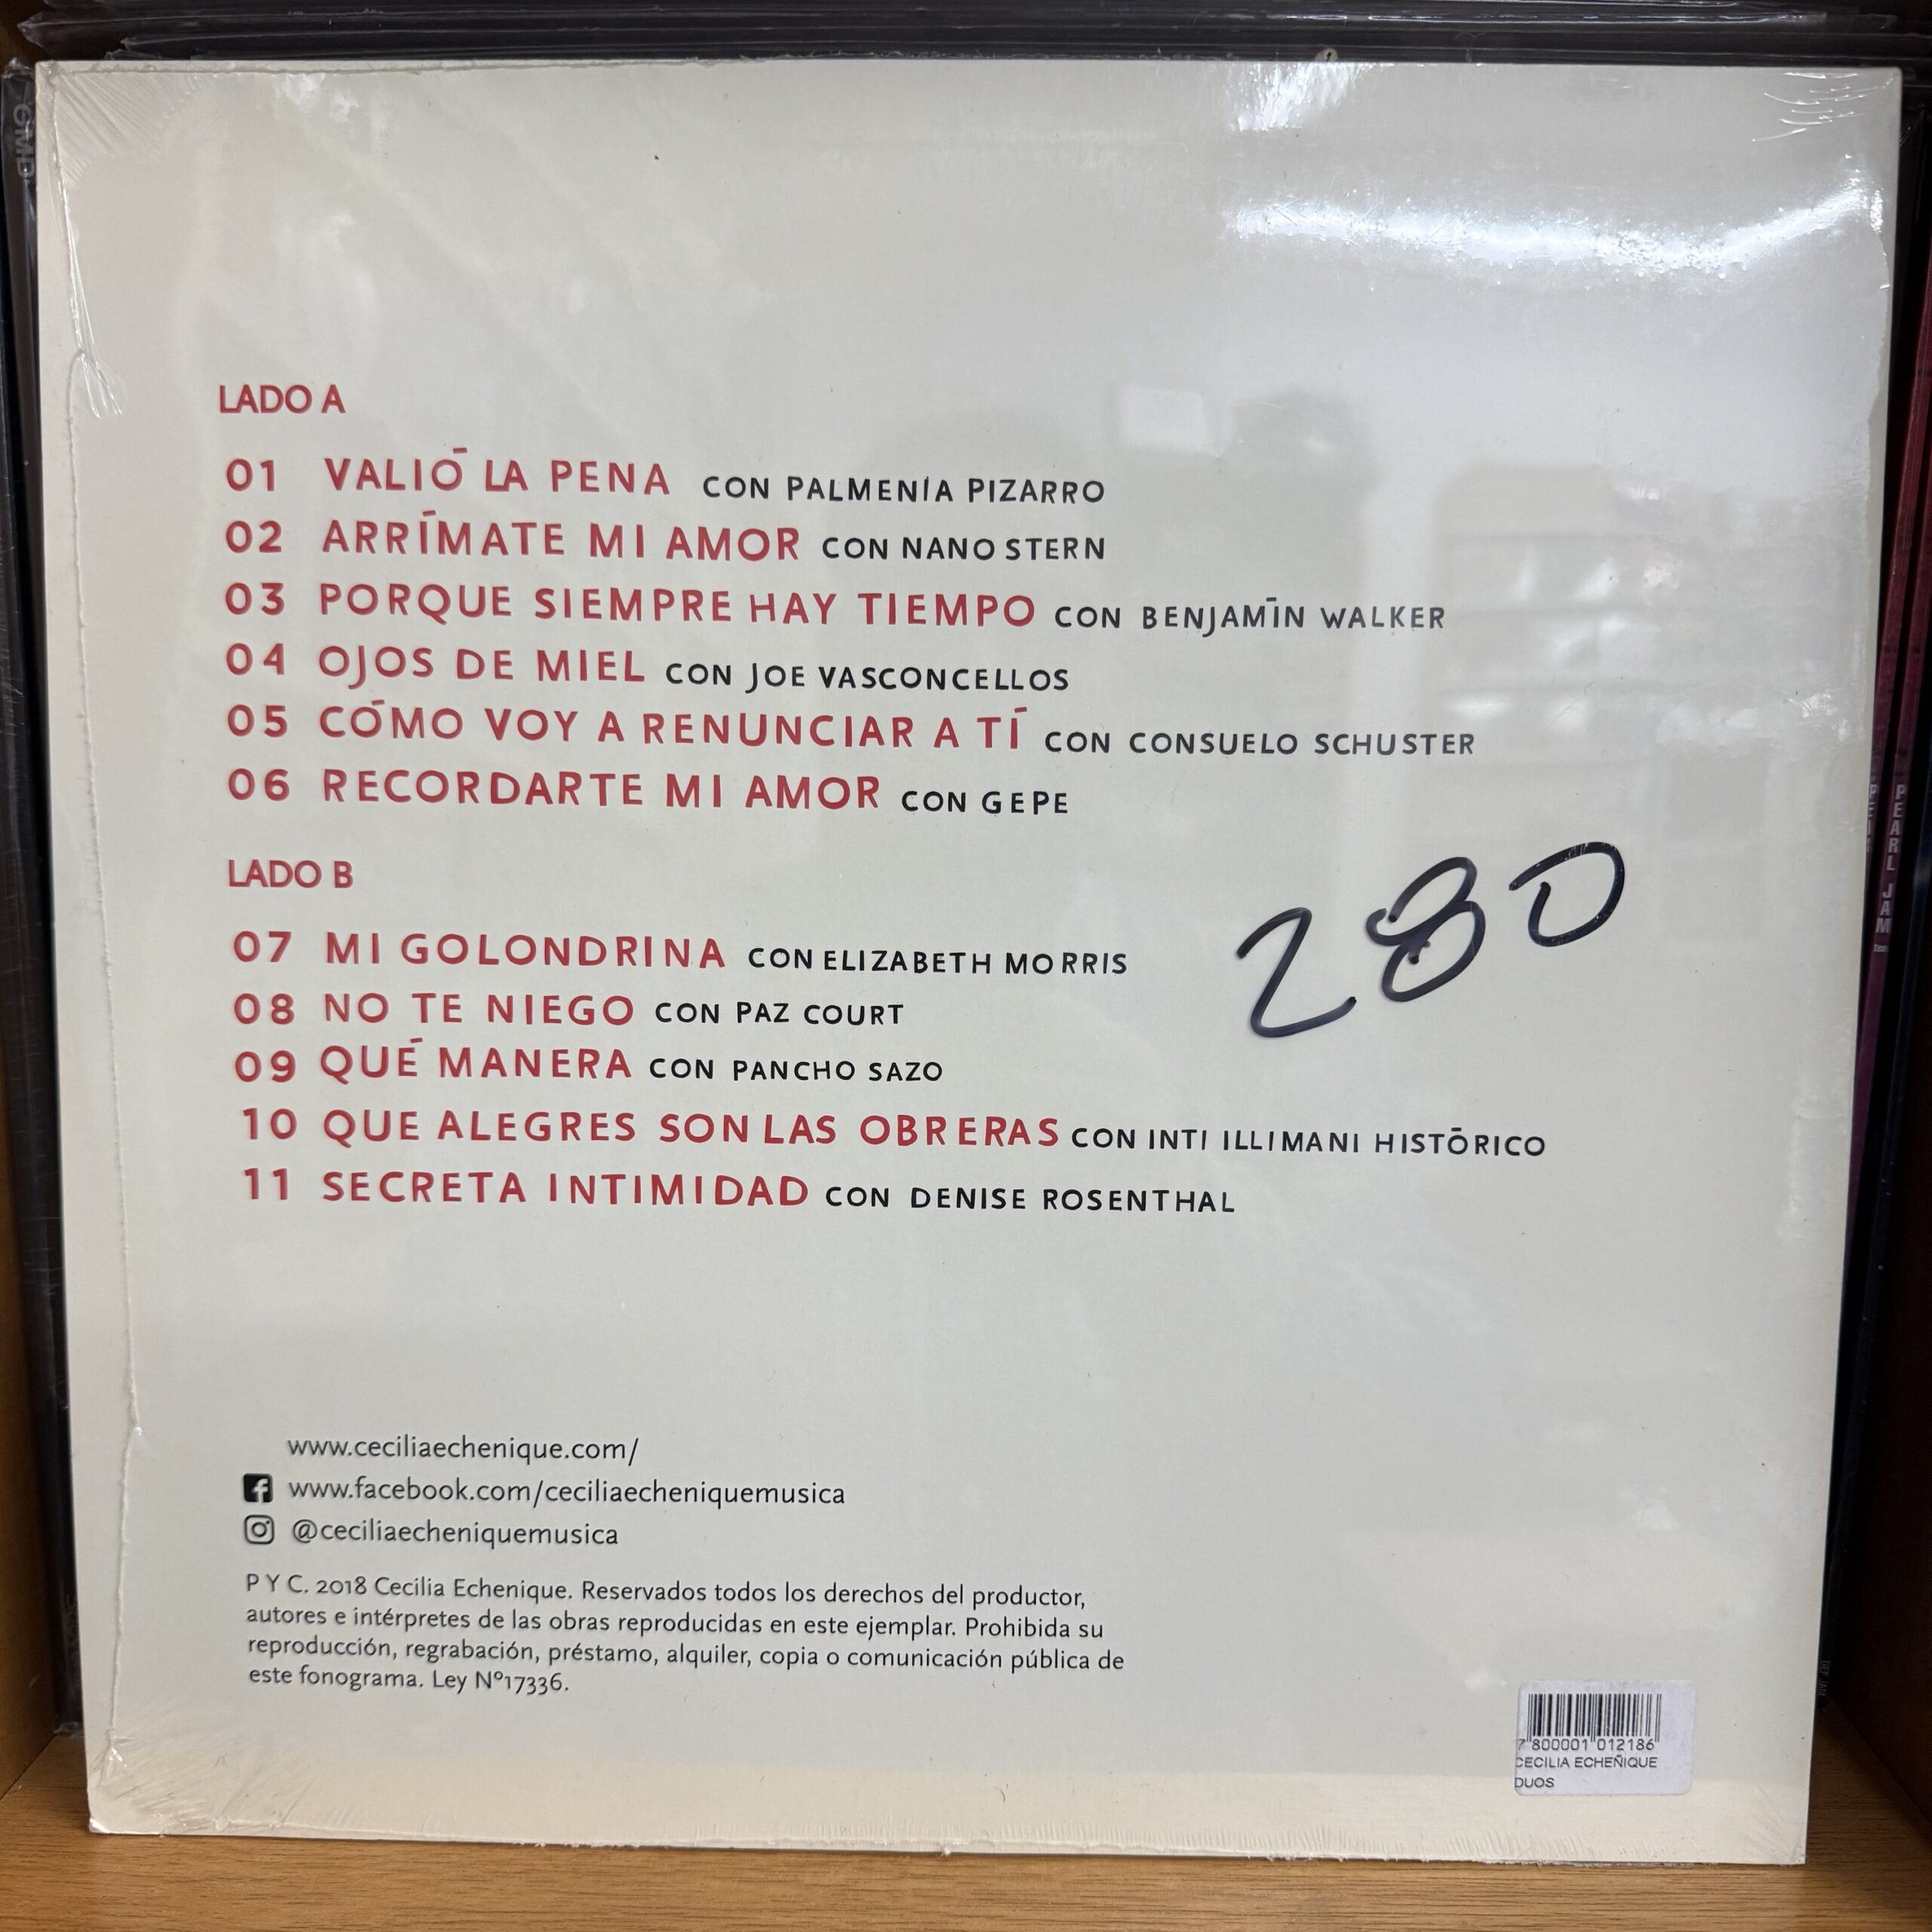 LADO A
01 VALIÓ LA PENA CON PALMENIA PIZARRO
02 ARRÍMATE MI AMOR CON NANO STERN
03 PORQUE SIEMPRE HAY TIEMPO CON BENJAMÍN WALKER
04 OJOS DE MIEL CON JOE VASCONCELLOS
05 CÓMO VOY A RENUNCIAR A TÍ CON CONSUELO SCHUSTER
06 RECORDARTE MI AMOR CON GEPE
LADO B
07 MI GOLONDRINA CON ELIZABETH MORRIS
08 NO TE NIEGO CON PAZ COURT
09 QUÉ MANERA CON PANCHO SAZO
10 QUE ALEGRES SON LAS OBRERAS CON INTI ILLIMANI HISTÓRICO
11 SECRETA INTIMIDAD CON DENISE ROSENTHAL
280
www.ceciliaechenique.com/
www.facebook.com/ceciliaecheniquemusica
@ceciliaecheniquemusica
P Y C. 2018 Cecilia Echenique. Reservados todos los derechos del productor,
autores e intérpretes de las obras reproducidas en este ejemplar. Prohibida su
reproducción, regrabación, préstamo, alquiler, copia o comunicación pública de
este fonograma. Ley Nº17336.
7 800001 012186
CECILIA ECHEÑIQUE
DUOS
PEARL JAM